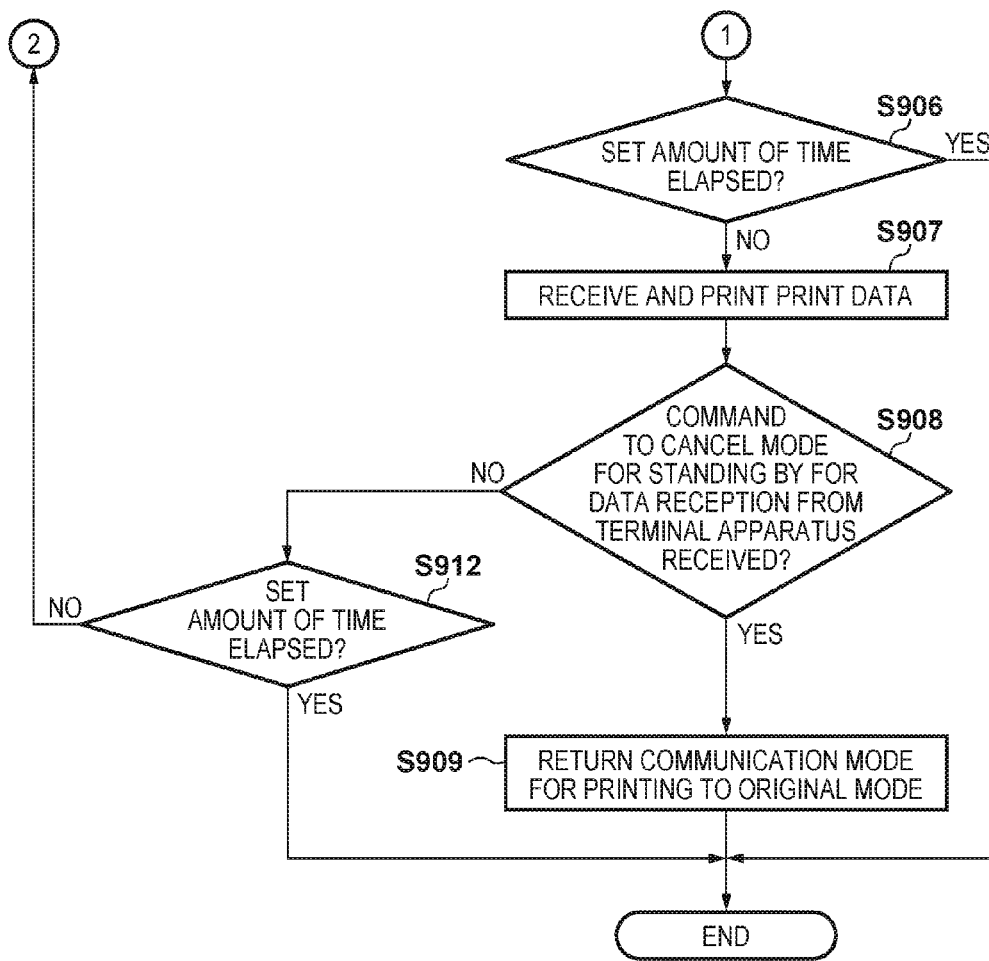 2
1
S906
SET AMOUNT OF TIME
ELAPSED?
YES
NO
S907
RECEIVE AND PRINT PRINT DATA
S908
COMMAND
TO CANCEL MODE
FOR STANDING BY FOR
DATA RECEPTION FROM
TERMINAL APPARATUS
RECEIVED?
NO
YES
S912
SET
AMOUNT OF TIME
ELAPSED?
NO
YES
S909
RETURN COMMUNICATION MODE
FOR PRINTING TO ORIGINAL MODE
END